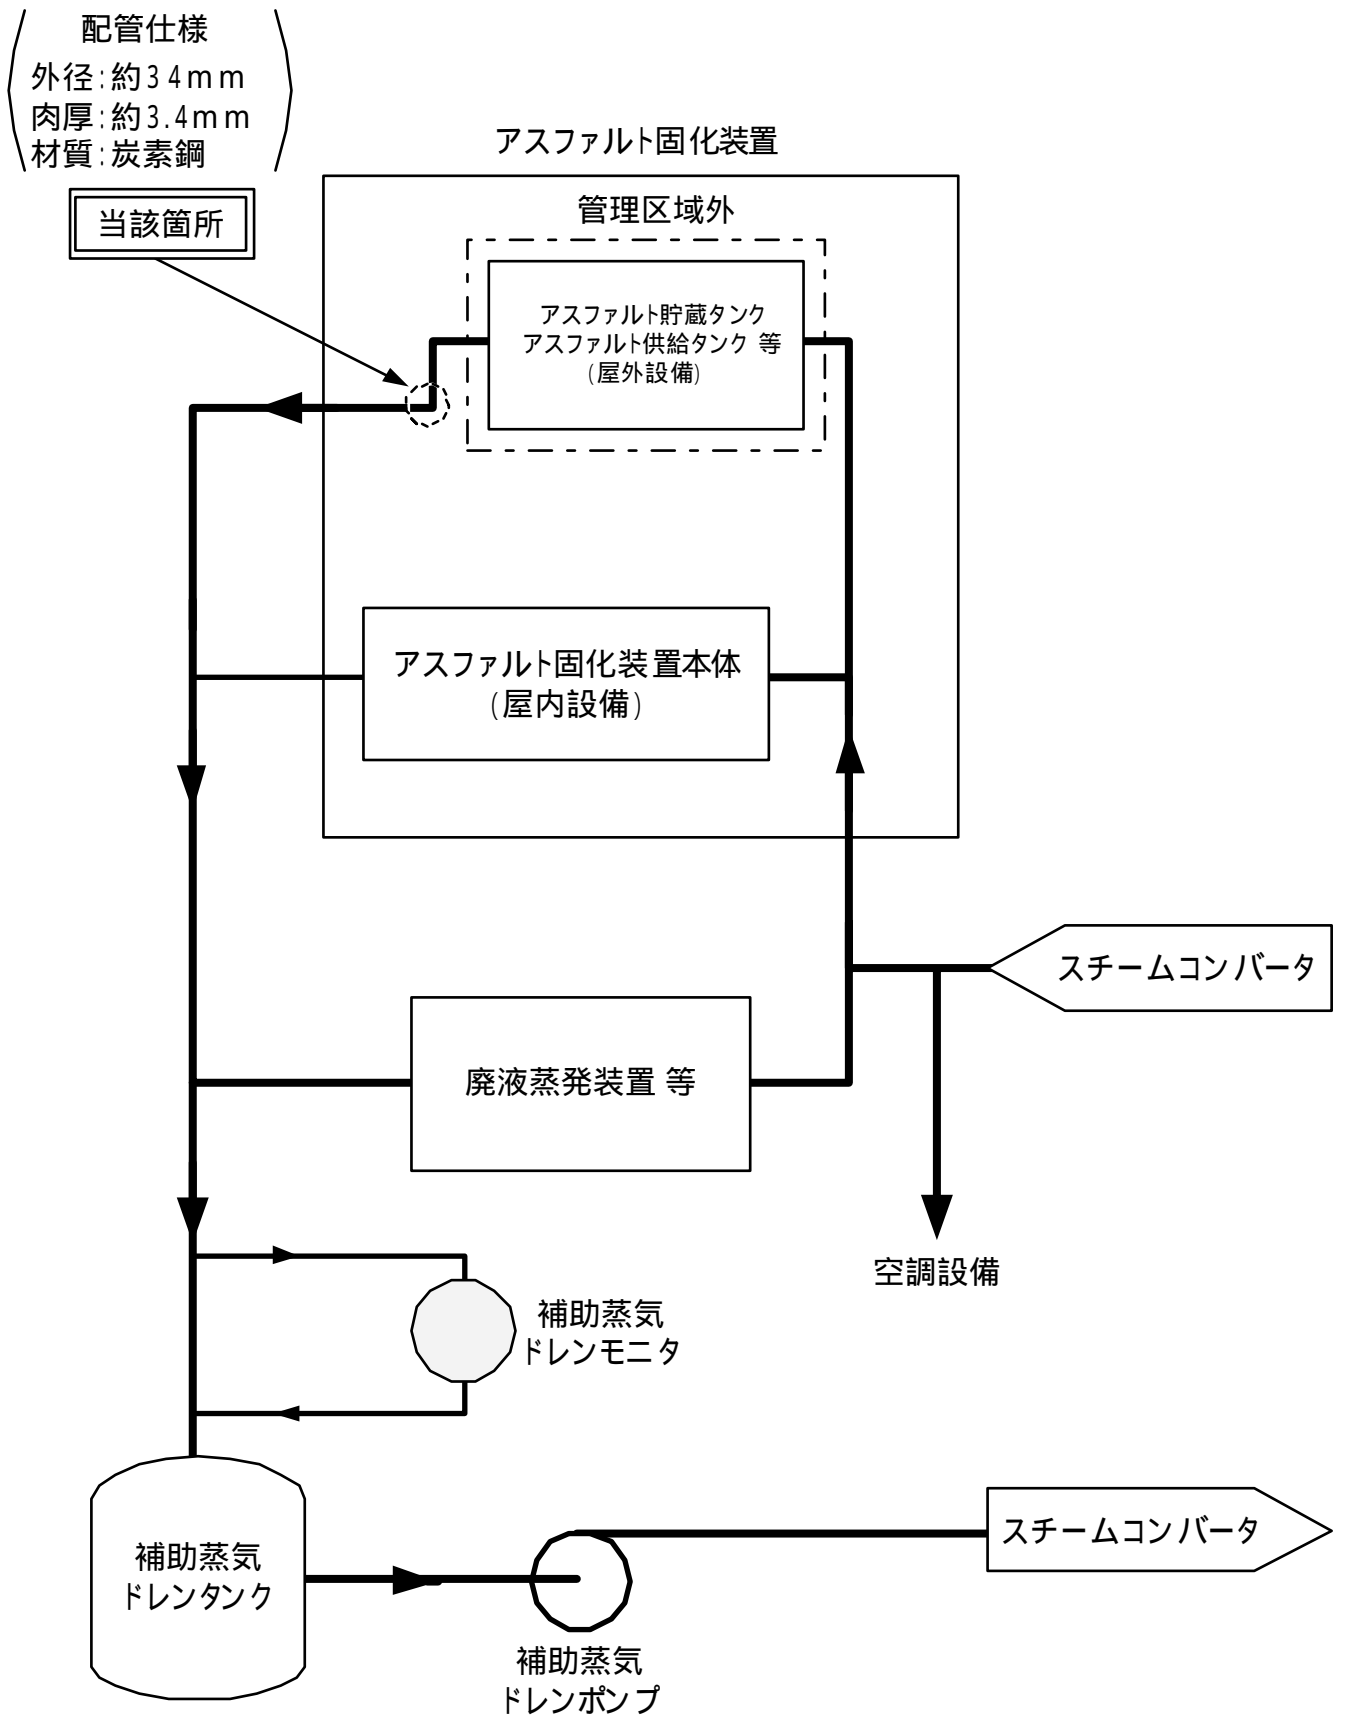 配管仕様
外径:約34mm
肉厚:約3.4mm
材質:炭素鋼
当該箇所
アスファルト固化装置
管理区域外
アスファルト貯蔵タンク
アスファルト供給タンク 等
(屋外設備)
アスファルト固化装置本体
(屋内設備)
スチームコンバータ
廃液蒸発装置 等
空調設備
補助蒸気
ドレンモニタ
補助蒸気
ドレンタンク
スチームコンバータ
補助蒸気
ドレンポンプ